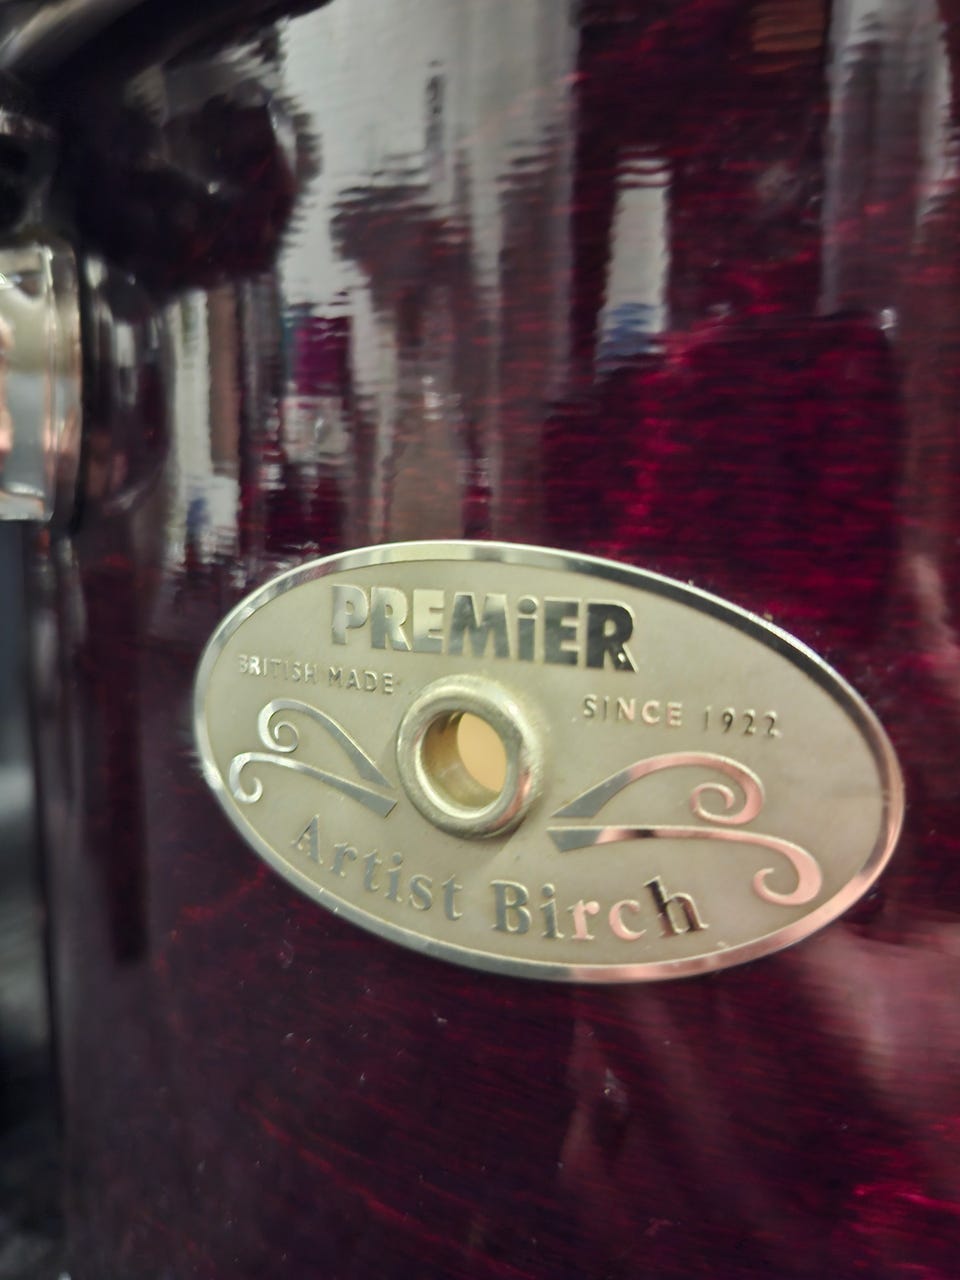 PREMiER
BRITISH MADE
SINCE 1922
Artist Birch